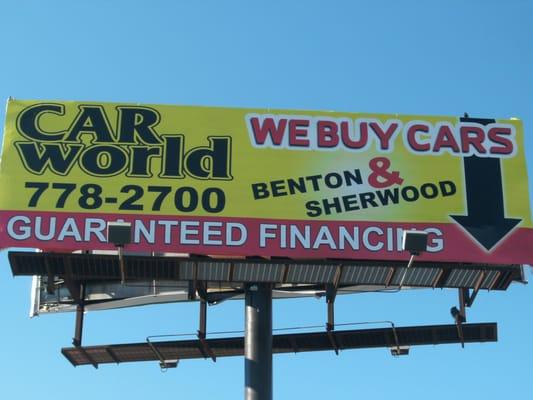 CAR
World
778-2700
WE BUY CARS
BENTON &
SHERWOOD
GUARANTEED FINANCING